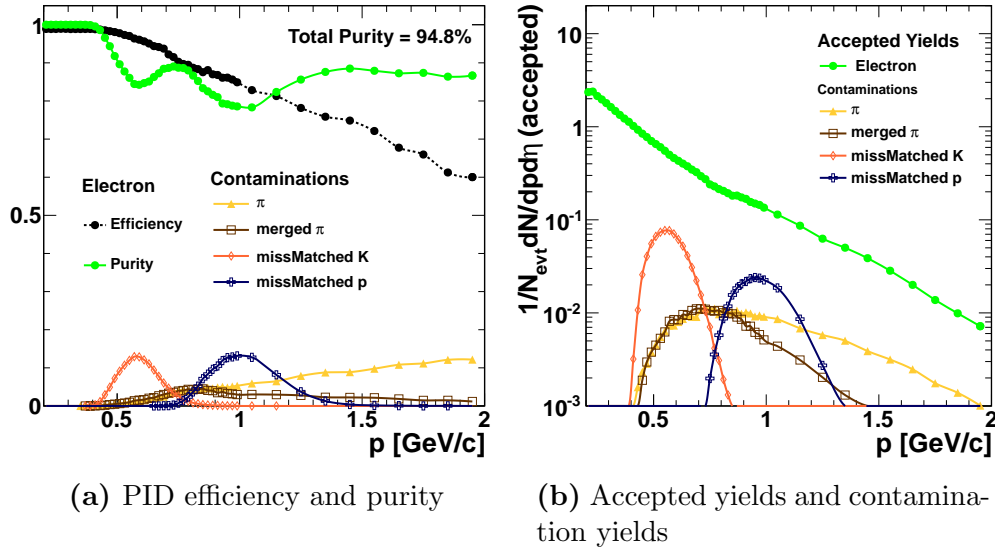 1
0.5
0
0.5
1
1.5
2
p [GeV/c]
Total Purity = 94.8%
Electron
Efficiency
Purity
Contaminations
π
merged π
missMatched K
missMatched p
(a) PID efficiency and purity
1/N_evt dN/dpdη (accepted)
1
10^-1
10^-2
10^-3
0.5
1
1.5
2
p [GeV/c]
Accepted Yields
Electron
Contaminations
π
merged π
missMatched K
missMatched p
(b) Accepted yields and contamina-
tion yields